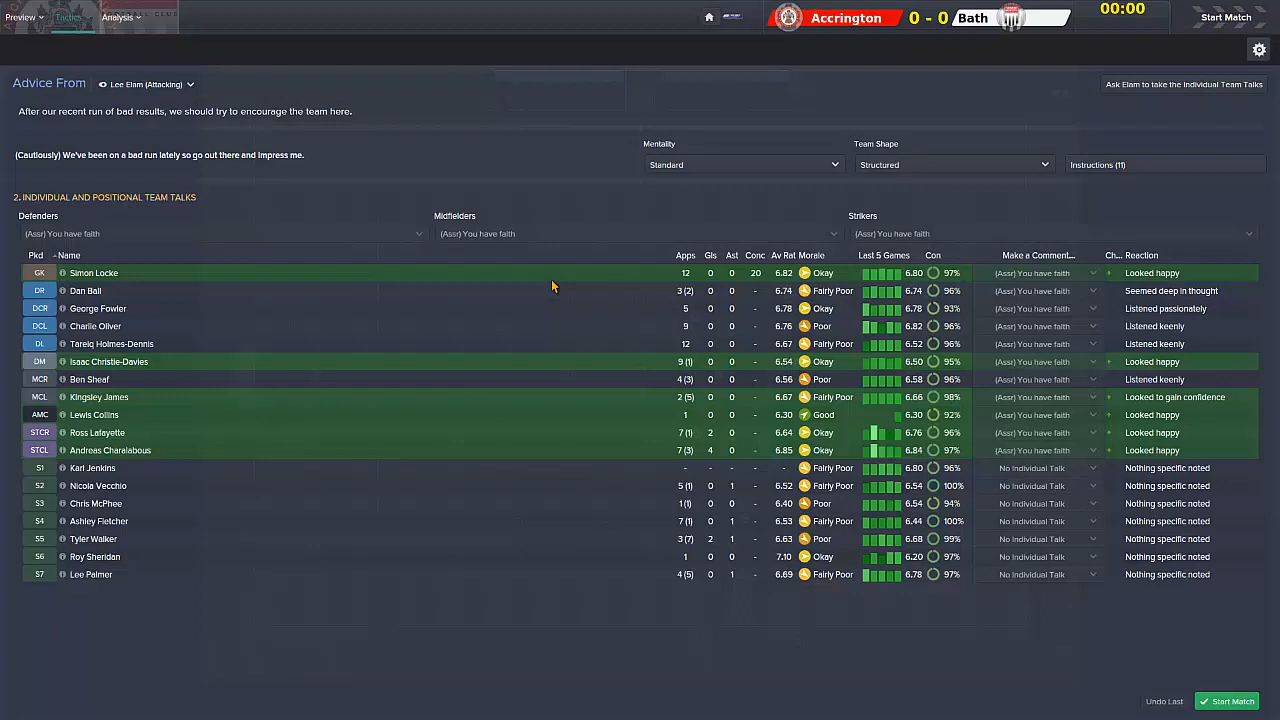 Preview Tactics Analysis Accrington 0 - 0 Bath 00:00 Start Match
Advice From Lee Elam (Attacking) Ask Elam to take the Individual Team Talks
After our recent run of bad results, we should try to encourage the team here.
Mentality Team Shape
(Cautiously) We've been on a bad run lately so go out there and impress me.
Standard Structured Instructions (11)
2. INDIVIDUAL AND POSITIONAL TEAM TALKS
Defenders Midfielders Strikers
(Assr) You have faith (Assr) You have faith (Assr) You have faith
Pkd Name Apps Gls Ast Conc Av Rat Morale Last 5 Games Con Make a Comment... Ch... Reaction
GK Simon Locke 12 0 0 20 6.82 Okay 6.80 97% (Assr) You have faith Looked happy
DR Dan Ball 3 (2) 0 0 - 6.74 Fairly Poor 6.74 96% (Assr) You have faith Seemed deep in thought
DCR George Fowler 5 0 0 - 6.78 Okay 6.78 93% (Assr) You have faith Listened passionately
DCL Charlie Oliver 9 0 0 - 6.76 Poor 6.82 96% (Assr) You have faith Listened keenly
DL Tareiq Holmes-Dennis 12 0 0 - 6.67 Fairly Poor 6.52 96% (Assr) You have faith Listened keenly
DM Isaac Christie-Davies 9 (1) 0 0 - 6.54 Okay 6.50 95% (Assr) You have faith Looked happy
MCR Ben Sheaf 4 (3) 0 0 - 6.56 Poor 6.58 96% (Assr) You have faith Listened keenly
MCL Kingsley James 2 (5) 0 0 - 6.67 Fairly Poor 6.66 98% (Assr) You have faith Looked to gain confidence
AMC Lewis Collins 1 0 0 - 6.30 Good 6.30 92% (Assr) You have faith Looked happy
STCR Ross Lafayette 7 (1) 2 0 - 6.64 Okay 6.76 96% (Assr) You have faith Looked happy
STCL Andreas Charalabous 7 (3) 4 0 - 6.85 Okay 6.84 97% (Assr) You have faith Looked happy
S1 Karl Jenkins - - - - - Fairly Poor 6.80 96% No Individual Talk Nothing specific noted
S2 Nicola Vecchio 5 (1) 0 1 - 6.52 Fairly Poor 6.54 100% No Individual Talk Nothing specific noted
S3 Chris McPhee 1 (1) 0 0 - 6.40 Poor 6.54 94% No Individual Talk Nothing specific noted
S4 Ashley Fletcher 7 (1) 0 1 - 6.53 Fairly Poor 6.44 100% No Individual Talk Nothing specific noted
S5 Tyler Walker 3 (7) 2 0 - 6.63 Poor 6.68 99% No Individual Talk Nothing specific noted
S6 Roy Sheridan 1 0 0 - 7.10 Okay 6.20 97% No Individual Talk Nothing specific noted
S7 Lee Palmer 4 (5) 0 1 - 6.69 Fairly Poor 6.78 97% No Individual Talk Nothing specific noted
Undo Last Start Match